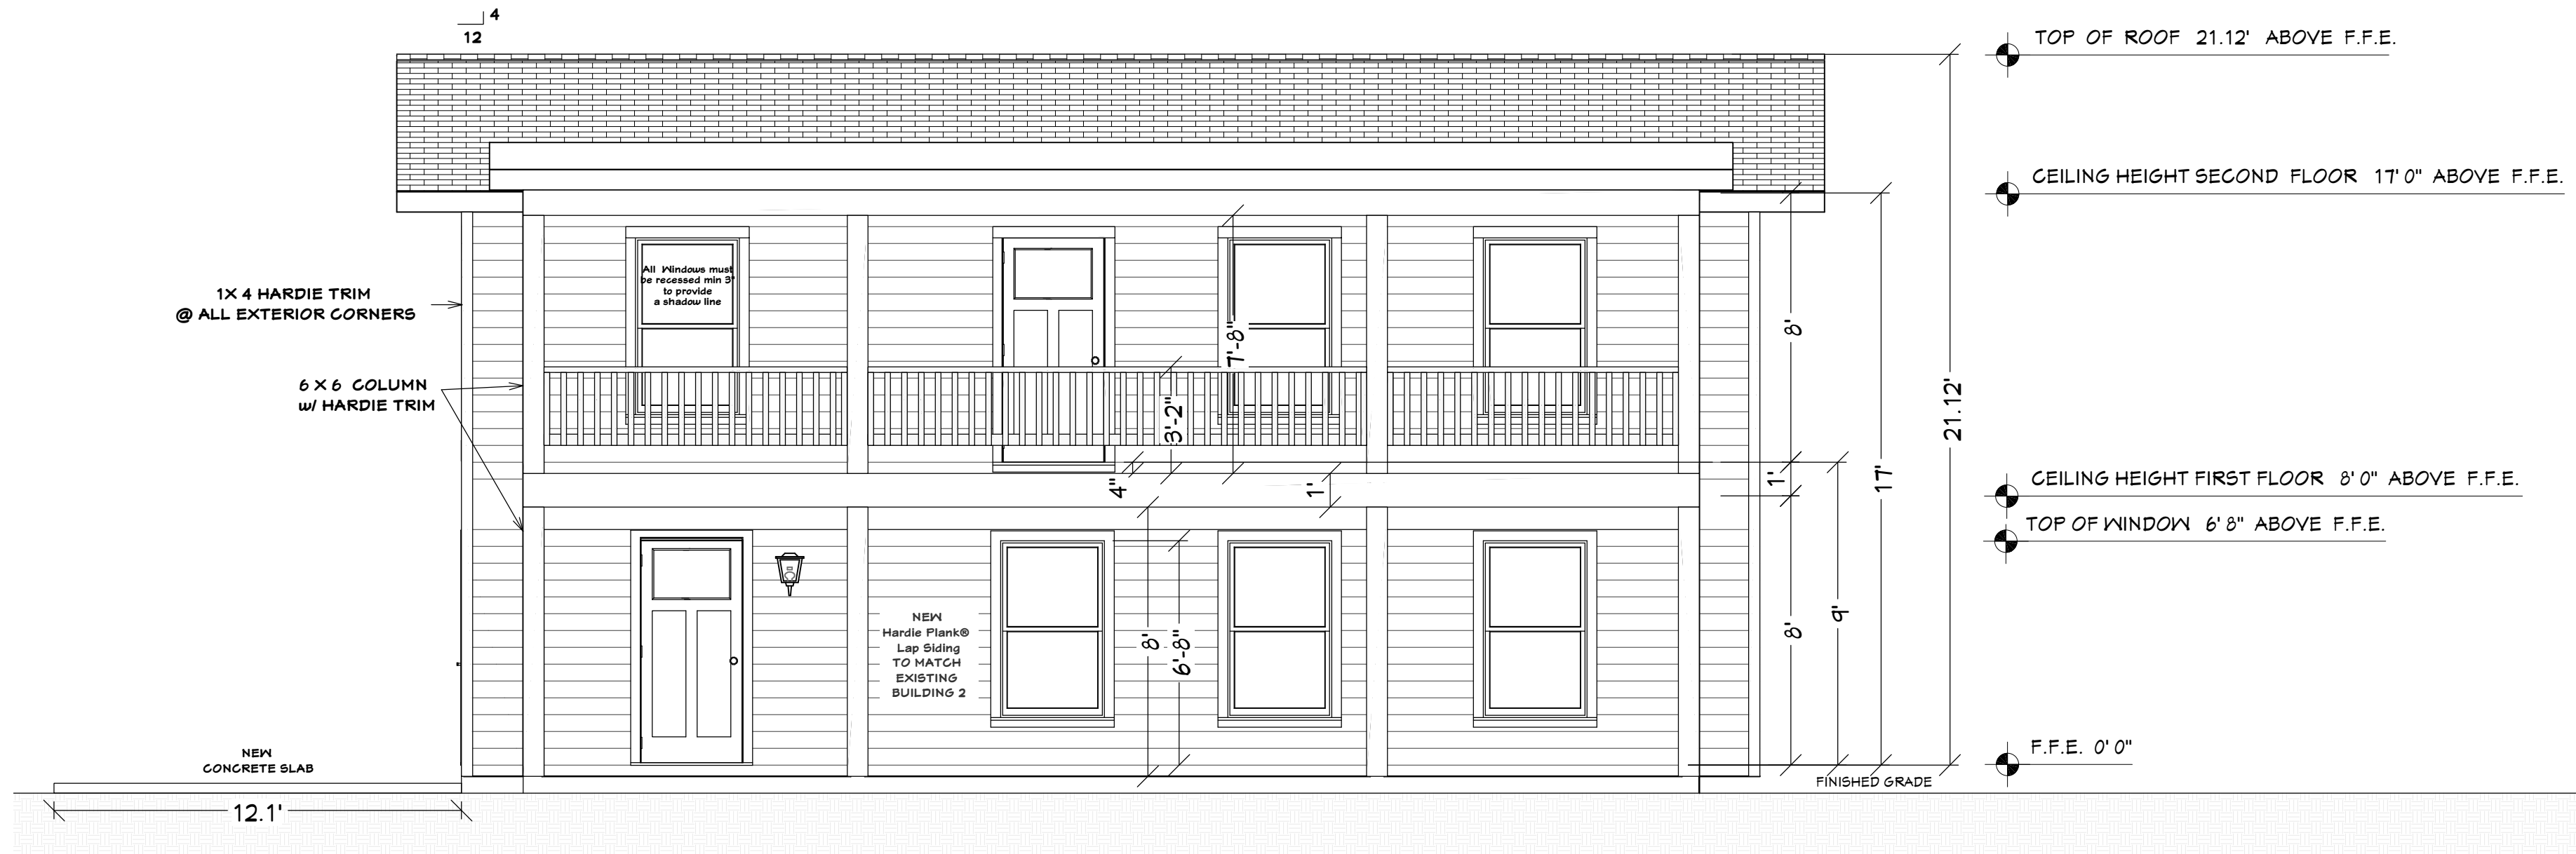 4
12
TOP OF ROOF 21.12' ABOVE F.F.E.
CEILING HEIGHT SECOND FLOOR 17' 0" ABOVE F.F.E.
All Windows must
be recessed min 3"
to provide
a shadow line
1X 4 HARDIE TRIM
@ ALL EXTERIOR CORNERS
6 X 6 COLUMN
w/ HARDIE TRIM
7'-8"
8'
3'-2"
21.12'
4"
1'
1'
17'
CEILING HEIGHT FIRST FLOOR 8' 0" ABOVE F.F.E.
TOP OF WINDOW 6' 8" ABOVE F.F.E.
NEW
Hardie Plank®
Lap Siding
TO MATCH
EXISTING
BUILDING 2
8'
6'-8"
8'
9'
NEW
CONCRETE SLAB
F.F.E. 0' 0"
FINISHED GRADE
12.1'